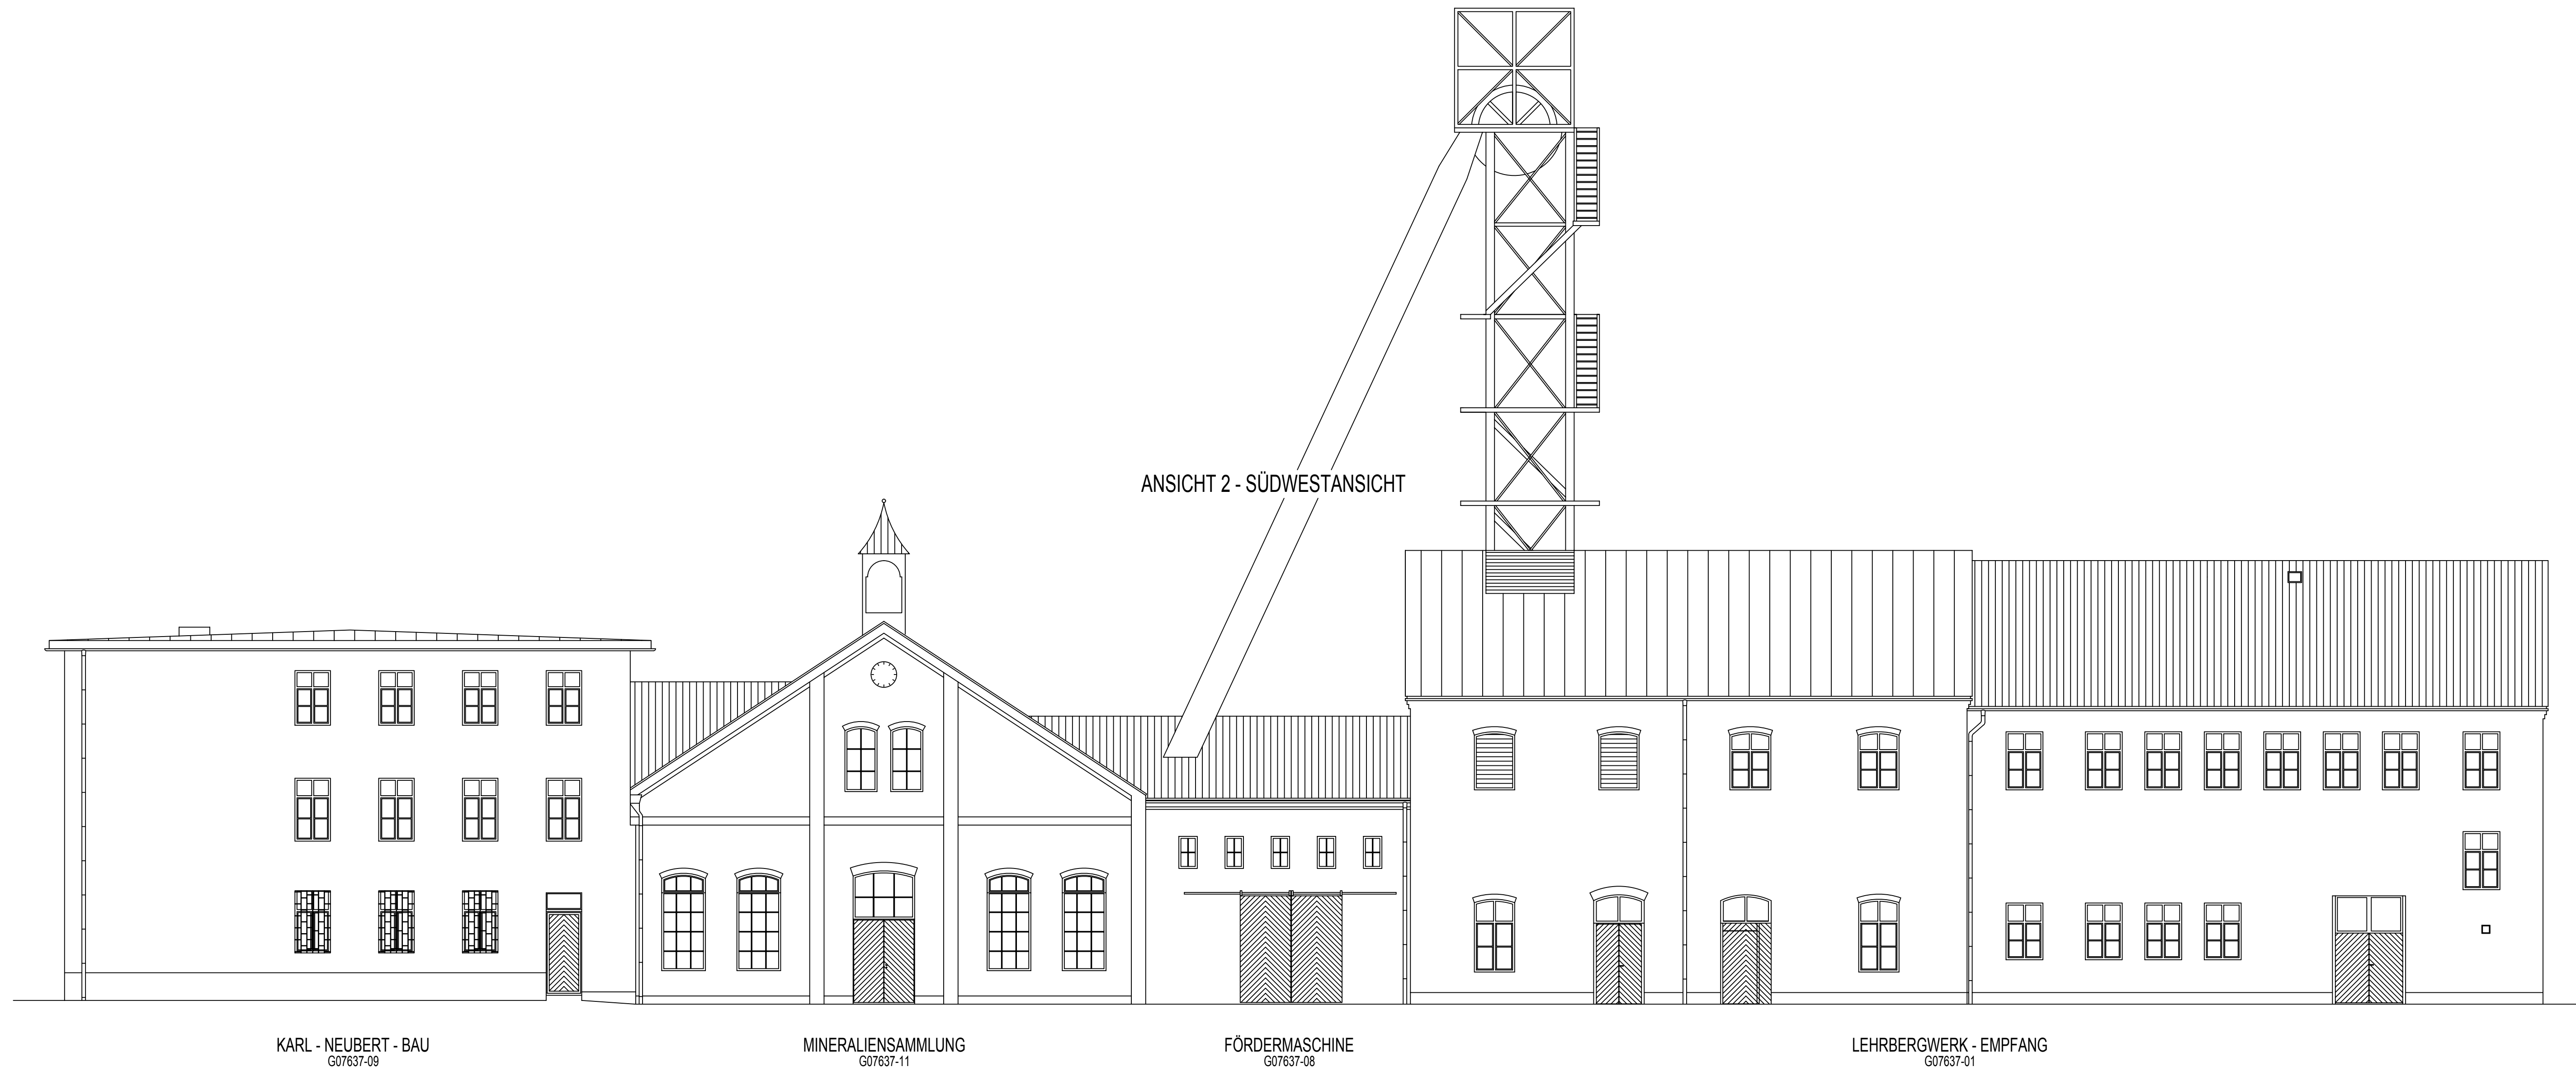 ANSICHT 2 - SÜDWESTANSICHT
KARL - NEUBERT - BAU
G07637-09
MINERALIENSAMMLUNG
G07637-11
FÖRDERMASCHINE
G07637-08
LEHRBERGWERK - EMPFANG
G07637-01